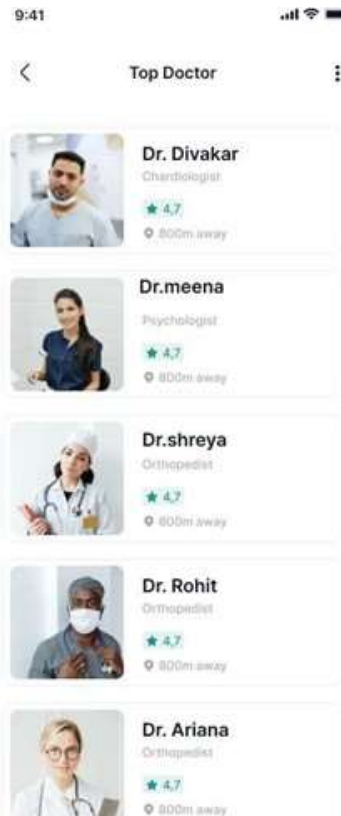 9:41
Top Doctor
Dr. Divakar
Chardiologist
4,7
800m away
Dr.meena
Psychologist
4,7
800m away
Dr.shreya
Orthopedist
4,7
800m away
Dr. Rohit
Orthopedist
4,7
800m away
Dr. Ariana
Orthopedist
4,7
800m away